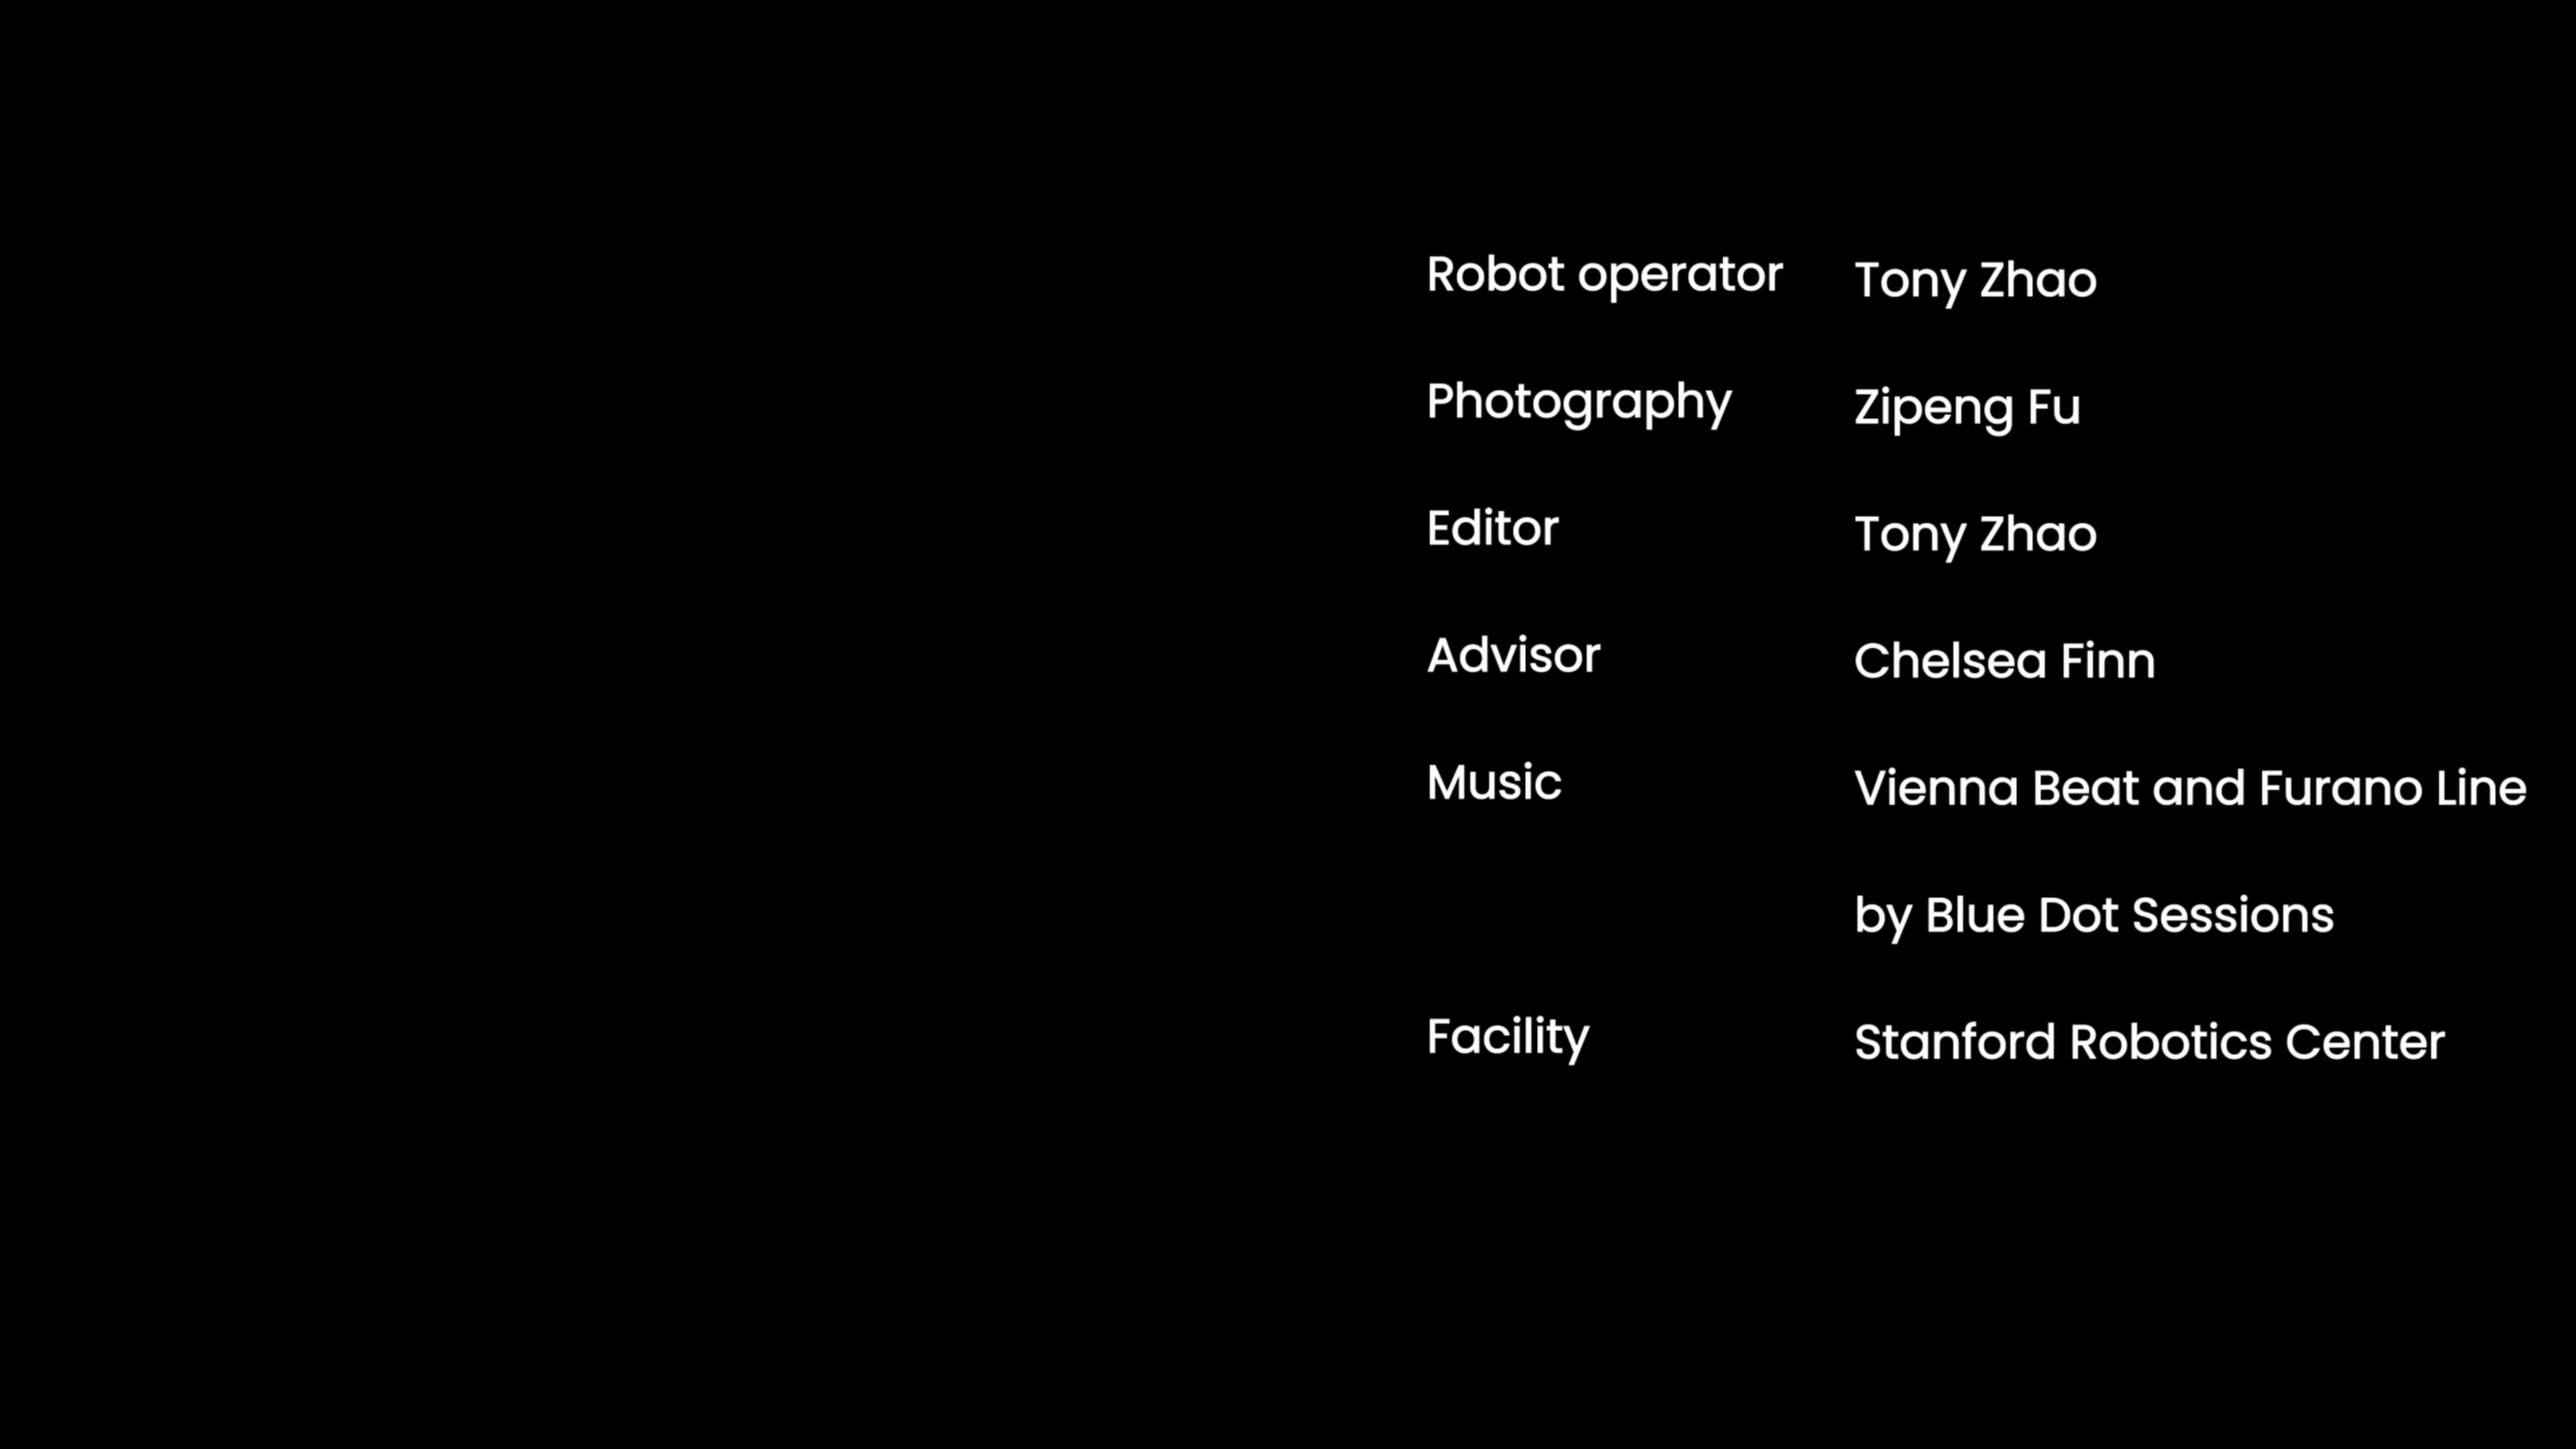 Robot operator Tony Zhao
Photography Zipeng Fu
Editor Tony Zhao
Advisor Chelsea Finn
Music Vienna Beat and Furano Line
by Blue Dot Sessions
Facility Stanford Robotics Center